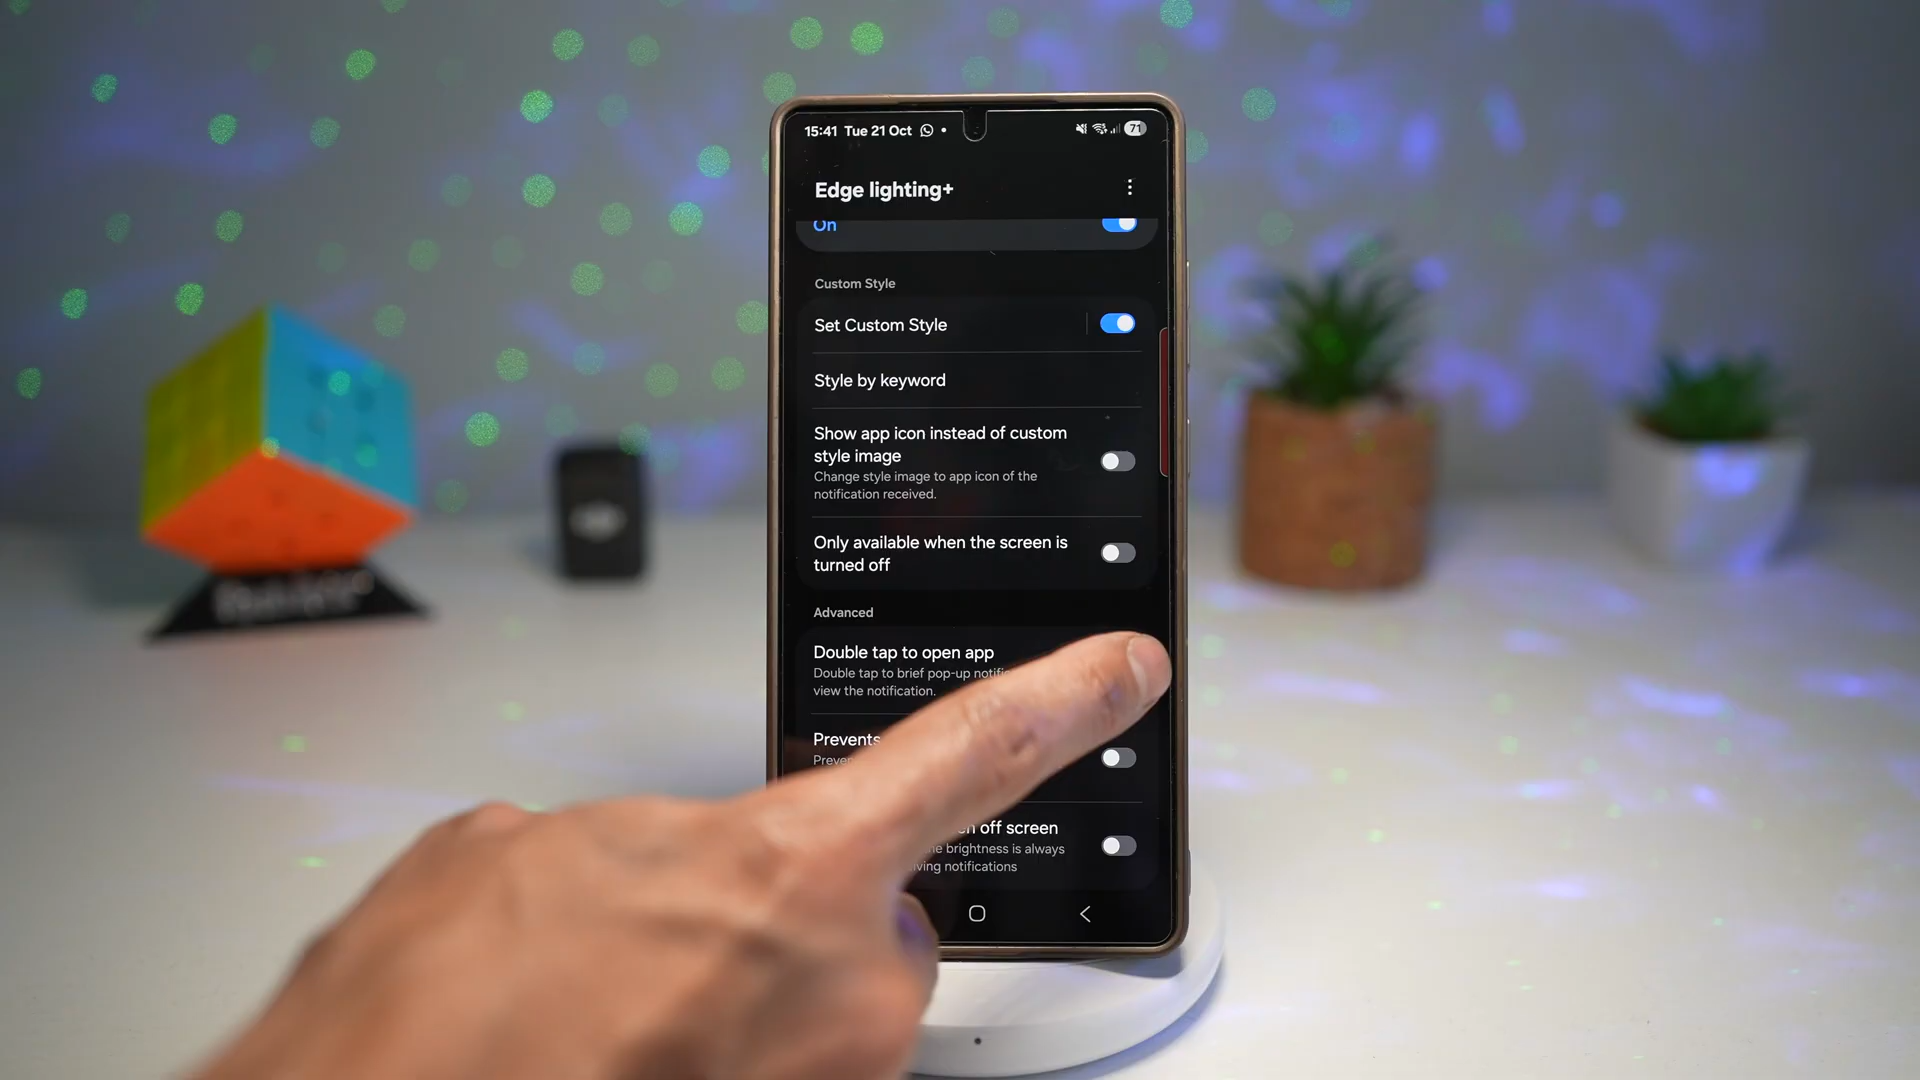 15:41 Tue 21 Oct
71
Edge lighting+
On
Custom Style
Set Custom Style
Style by keyword
Show app icon instead of custom
style image
Change style image to app icon of the
notification received.
Only available when the screen is
turned off
Advanced
Double tap to open app
Double tap to brief pop-up
view the notification.
Prevents
off screen
brightness is always
notifications